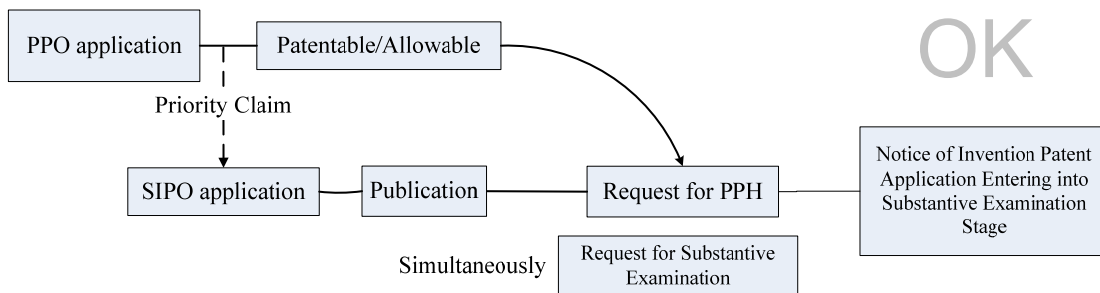 PPO application
Patentable/Allowable
OK
Priority Claim
SIPO application
Publication
Request for PPH
Notice of Invention Patent
Application Entering into
Substantive Examination
Stage
Simultaneously
Request for Substantive
Examination